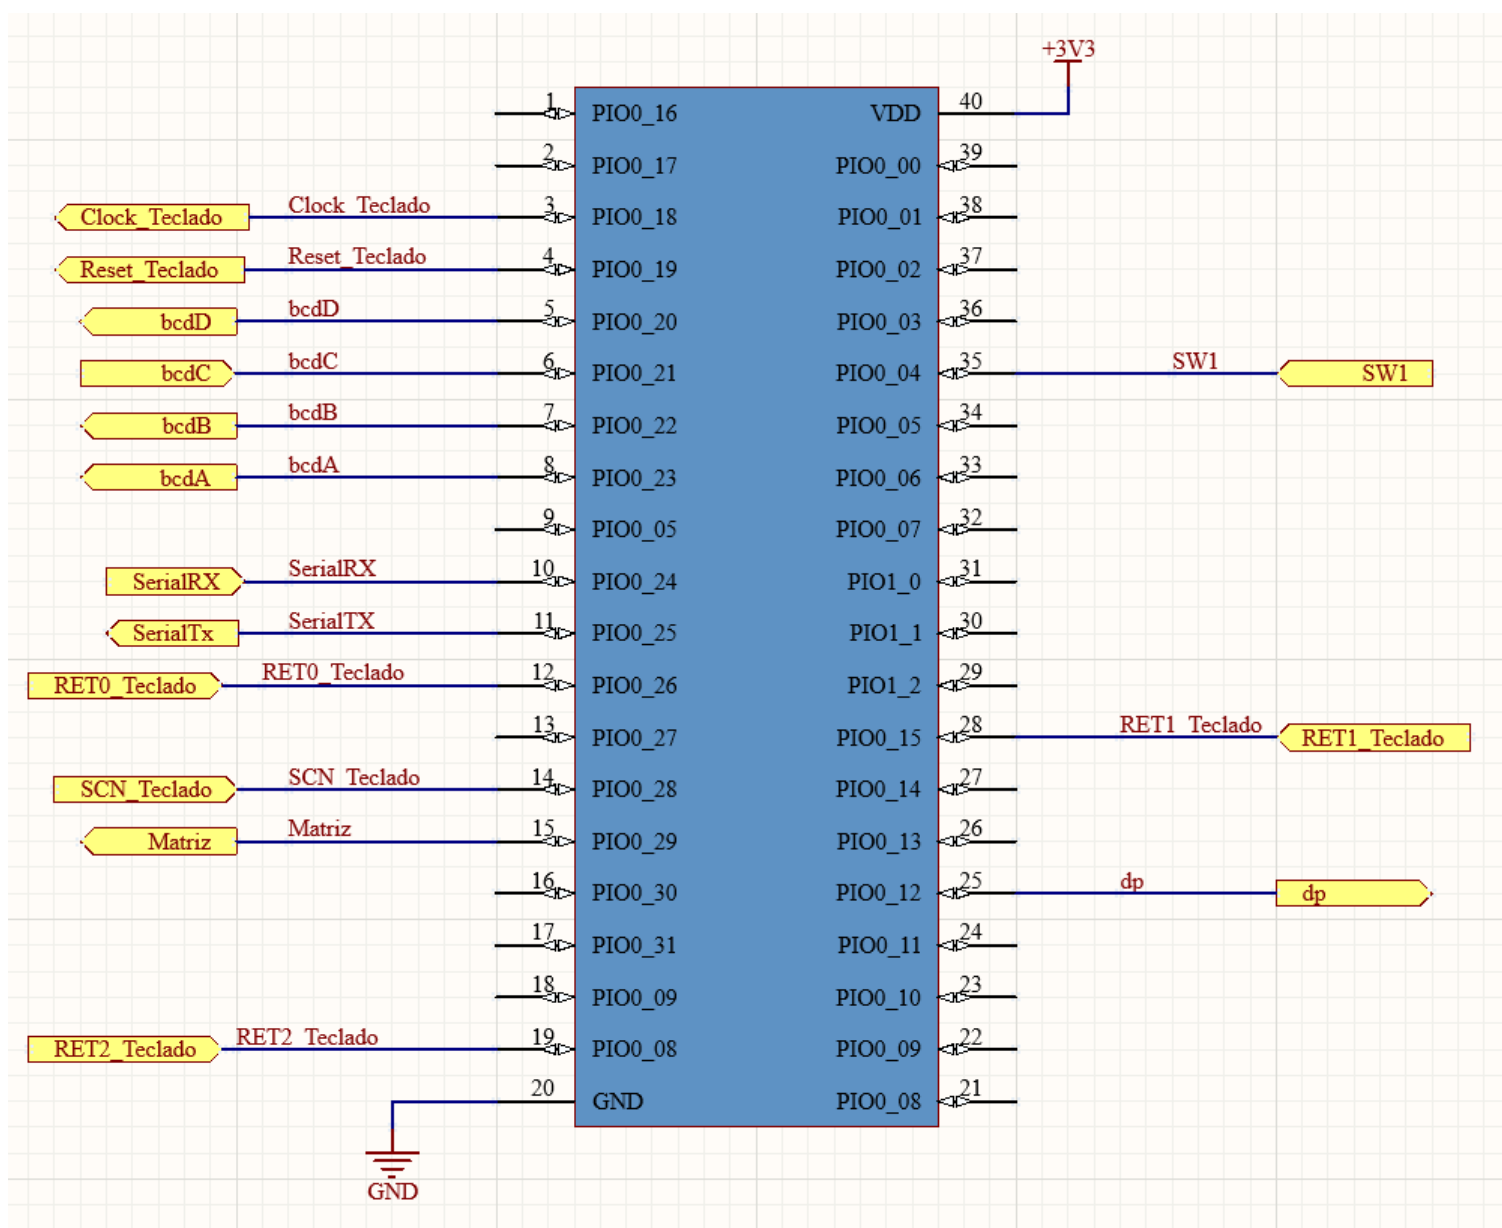 +3V3
1 PIO0_16 VDD 40
2 PIO0_17 PIO0_00 39
Clock_Teclado Clock_Teclado 3 PIO0_18 PIO0_01 38
Reset_Teclado Reset_Teclado 4 PIO0_19 PIO0_02 37
bcdD bcdD 5 PIO0_20 PIO0_03 36
bcdC bcdC 6 PIO0_21 PIO0_04 35 SW1 SW1
bcdB bcdB 7 PIO0_22 PIO0_05 34
bcdA bcdA 8 PIO0_23 PIO0_06 33
9 PIO0_05 PIO0_07 32
SerialRX SerialRX 10 PIO0_24 PIO1_0 31
SerialTx SerialTX 11 PIO0_25 PIO1_1 30
RET0_Teclado RET0_Teclado 12 PIO0_26 PIO1_2 29
13 PIO0_27 PIO0_15 28 RET1_Teclado RET1_Teclado
SCN_Teclado SCN_Teclado 14 PIO0_28 PIO0_14 27
Matriz Matriz 15 PIO0_29 PIO0_13 26
16 PIO0_30 PIO0_12 25 dp dp
17 PIO0_31 PIO0_11 24
18 PIO0_09 PIO0_10 23
RET2_Teclado RET2_Teclado 19 PIO0_08 PIO0_09 22
20 GND PIO0_08 21
GND